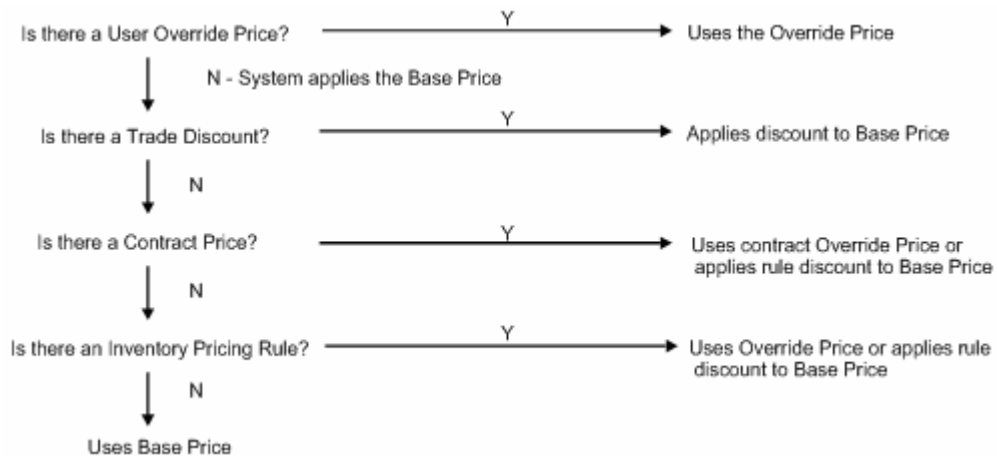 Is there a User Override Price?
Y
Uses the Override Price
N - System applies the Base Price
Is there a Trade Discount?
Y
Applies discount to Base Price
N
Is there a Contract Price?
Y
Uses contract Override Price or
applies rule discount to Base Price
N
Is there an Inventory Pricing Rule?
Y
Uses Override Price or applies rule
discount to Base Price
N
Uses Base Price